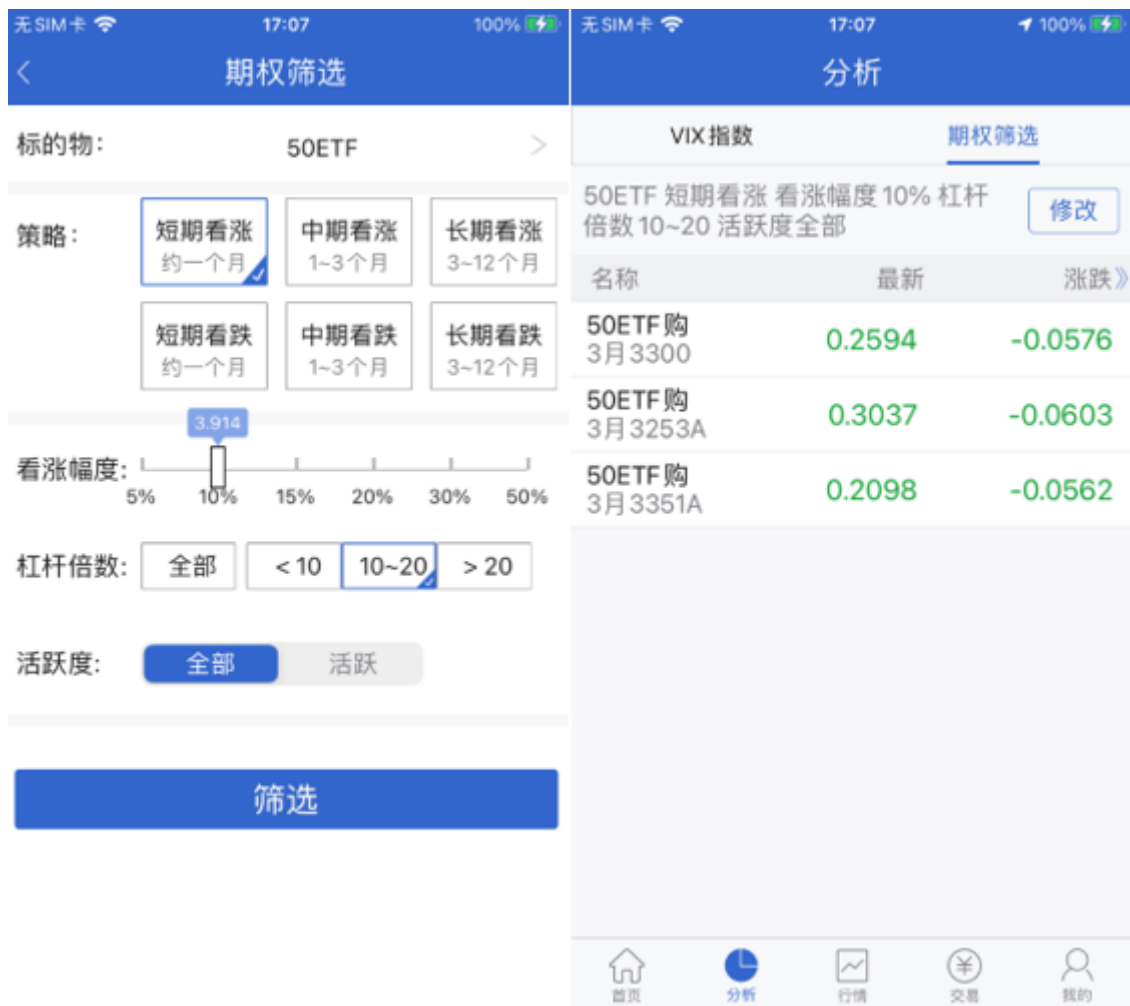 无SIM卡 17:07 100%
期权筛选
标的物: 50ETF
策略: 短期看涨 中期看涨 长期看涨
约一个月 1~3个月 3~12个月
短期看跌 中期看跌 长期看跌
约一个月 1~3个月 3~12个月
3.914
看涨幅度:
5% 10% 15% 20% 30% 50%
杠杆倍数: 全部 < 10 10~20 > 20
活跃度: 全部 活跃
筛选
无SIM卡 17:07 100%
分析
VIX指数 期权筛选
50ETF 短期看涨 看涨幅度10% 杠杆
倍数10~20 活跃度全部
修改
名称 最新 涨跌》
50ETF购 0.2594 -0.0576
3月3300
50ETF购 0.3037 -0.0603
3月3253A
50ETF购 0.2098 -0.0562
3月3351A
首页 分析 行情 交易 我的